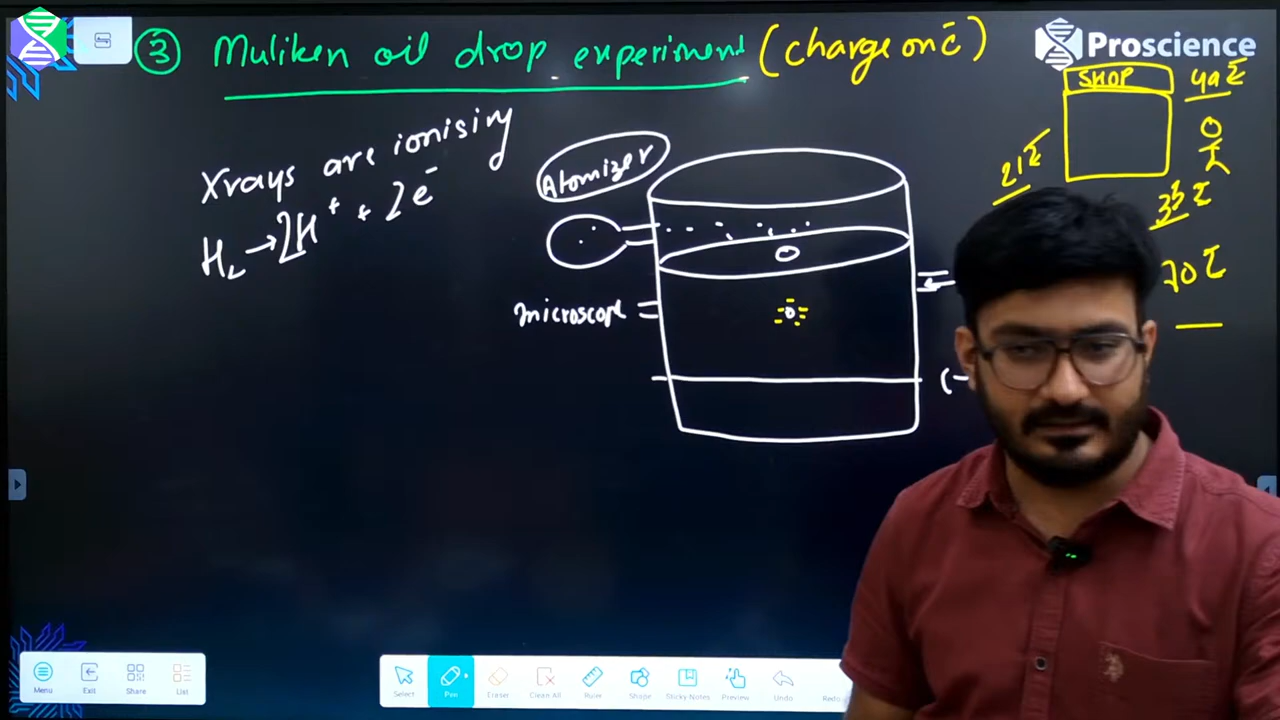 ③ Muliken oil drop experiment (charge on ē)
Proscience
SHOP
49 ₹
Xrays are ionising
H₂ → 2H⁺ + 2e⁻
Atomizer
21 ₹
35 ₹
70 ₹
microscope
(-
Menu
Exit
Share
List
Select
Pen
Eraser
Clean All
Ruler
Shape
Sticky Notes
Preview
Undo
Redo